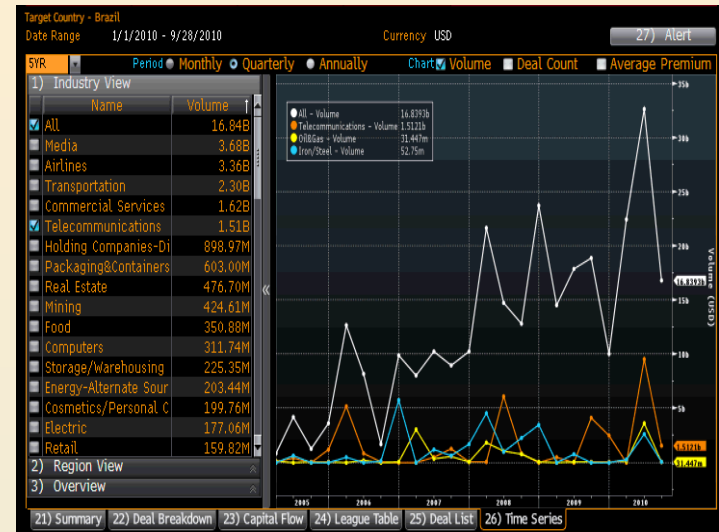 Target Country - Brazil
Date Range 1/1/2010 - 9/28/2010 Currency USD 27) Alert
5YR Period Monthly Quarterly Annually Chart Volume Deal Count Average Premium
1) Industry View
Name Volume ↑
All 16.84B
Media 3.68B
Airlines 3.36B
Transportation 2.30B
Commercial Services 1.62B
Telecommunications 1.51B
Holding Companies-Di 898.97M
Packaging&Containers 603.00M
Real Estate 476.70M
Mining 424.61M
Food 350.88M
Computers 311.74M
Storage/Warehousing 225.35M
Energy-Alternate Sour 203.44M
Cosmetics/Personal C 199.76M
Electric 177.06M
Retail 159.82M
2) Region View
3) Overview
All - Volume 16.8393b
Telecommunications - Volume 1.5121b
Oil&Gas - Volume 31.447m
Iron/Steel - Volume 52.75m
35b
30b
25b
20b
16.8393b
15b
10b
5b
1.5121b
31.447m
Volume (USD)
2005 2006 2007 2008 2009 2010
21) Summary 22) Deal Breakdown 23) Capital Flow 24) League Table 25) Deal List 26) Time Series